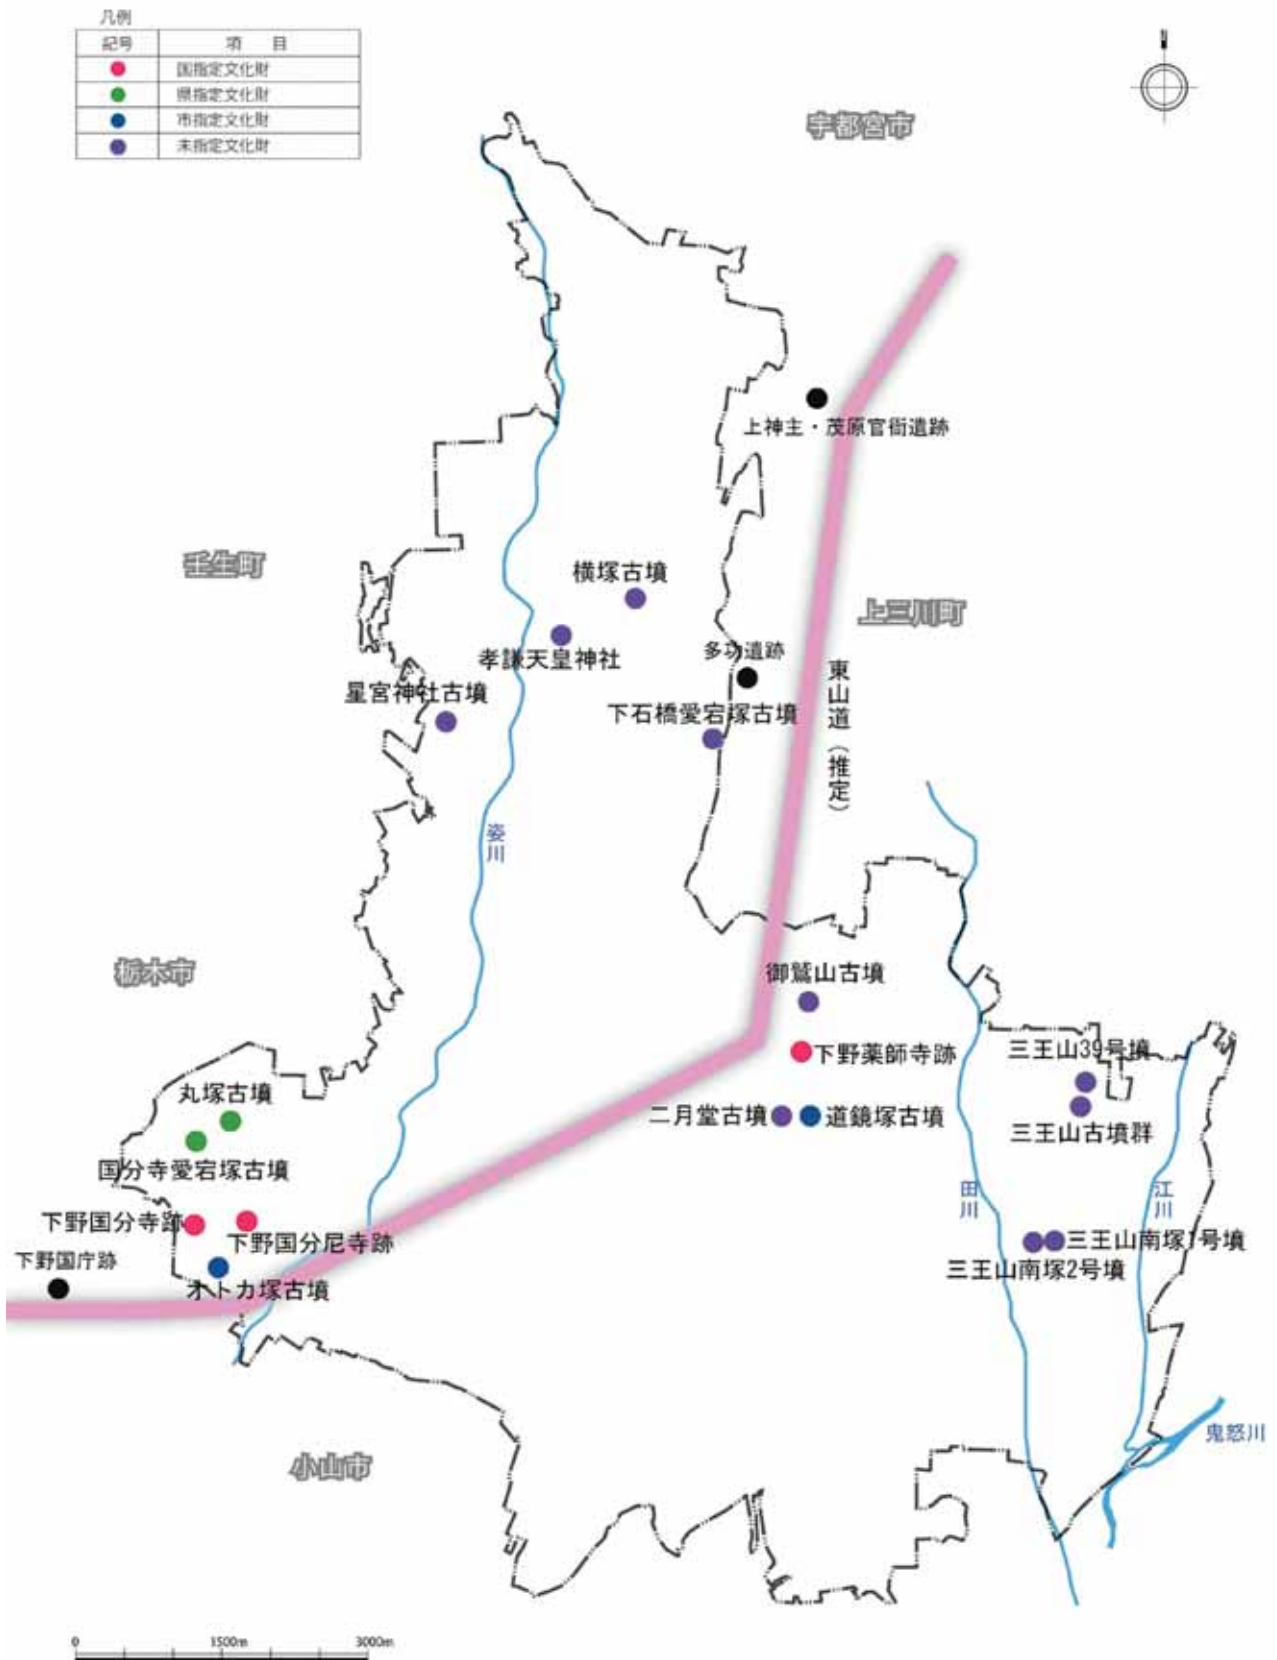 凡例
記号 項 目
国指定文化財
県指定文化財
市指定文化財
未指定文化財
N
宇都宮市
上神主・茂原官衙遺跡
壬生町
横塚古墳
上三川町
孝謙天皇神社
多功遺跡
東山道（推定）
星宮神社古墳
下石橋愛宕塚古墳
姿川
栃木市
御鷲山古墳
三王山39号墳
下野薬師寺跡
丸塚古墳
二月堂古墳
道鏡塚古墳
三王山古墳群
国分寺愛宕塚古墳
田川
江川
下野国分寺跡
下野国分尼寺跡
三王山南塚1号墳
下野国庁跡
三王山南塚2号墳
オトカ塚古墳
鬼怒川
小山市
0 1500m 3000m